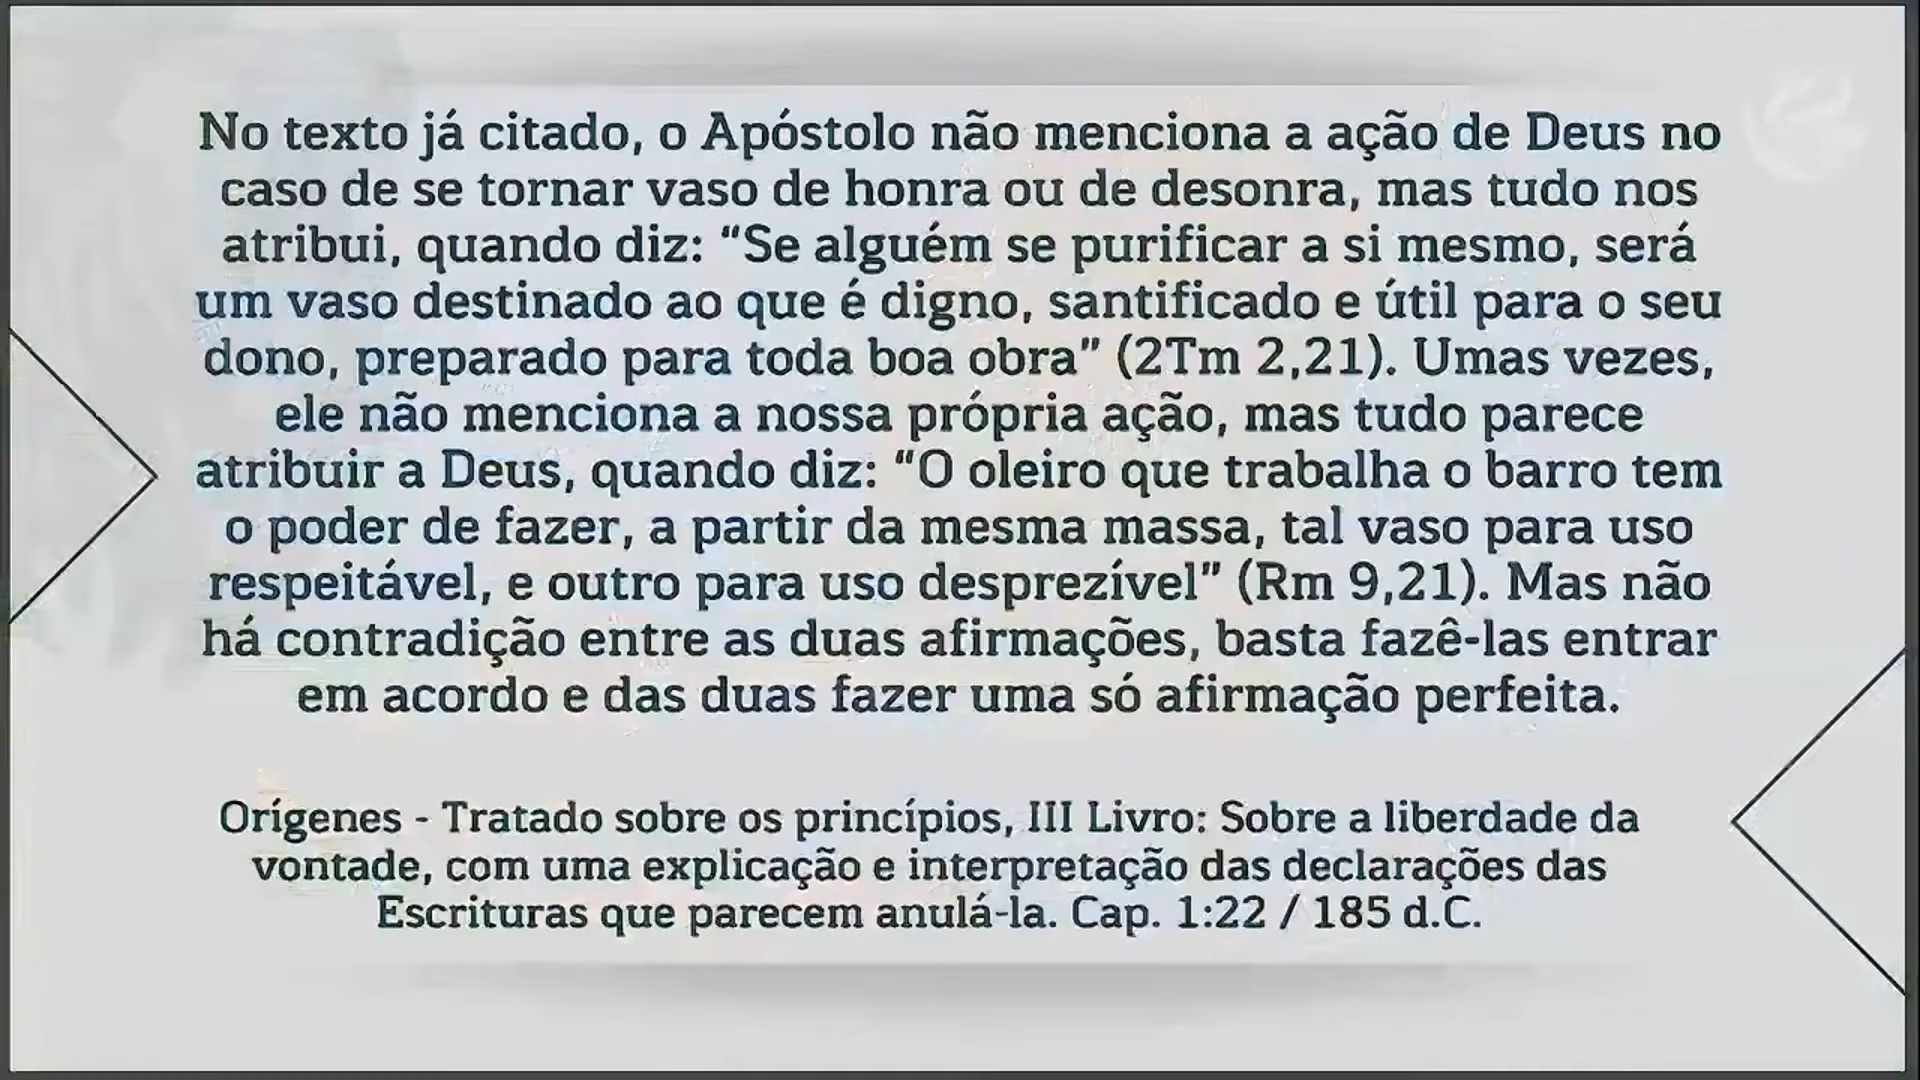 No texto já citado, o Apóstolo não menciona a ação de Deus no
caso de se tornar vaso de honra ou de desonra, mas tudo nos
atribui, quando diz: “Se alguém se purificar a si mesmo, será
um vaso destinado ao que é digno, santificado e útil para o seu
dono, preparado para toda boa obra” (2Tm 2,21). Umas vezes,
ele não menciona a nossa própria ação, mas tudo parece
atribuir a Deus, quando diz: “O oleiro que trabalha o barro tem
o poder de fazer, a partir da mesma massa, tal vaso para uso
respeitável, e outro para uso desprezível” (Rm 9,21). Mas não
há contradição entre as duas afirmações, basta fazê-las entrar
em acordo e das duas fazer uma só afirmação perfeita.
Orígenes - Tratado sobre os princípios, III Livro: Sobre a liberdade da
vontade, com uma explicação e interpretação das declarações das
Escrituras que parecem anulá-la. Cap. 1:22 / 185 d.C.